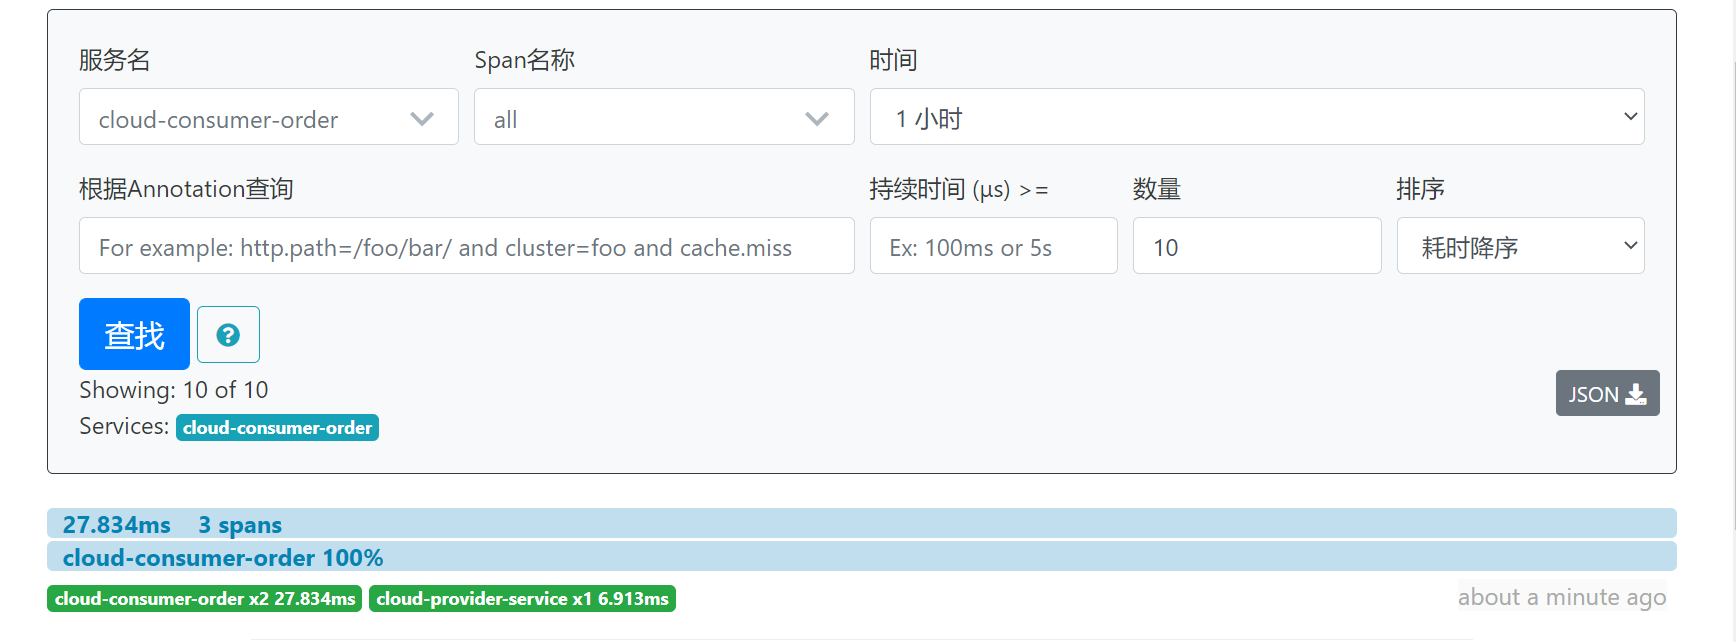 服务名 Span名称 时间
cloud-consumer-order all 1 小时
根据Annotation查询 持续时间 (μs) >= 数量 排序
For example: http.path=/foo/bar/ and cluster=foo and cache.miss Ex: 100ms or 5s 10 耗时降序
查找 ?
Showing: 10 of 10
JSON
Services: cloud-consumer-order
27.834ms 3 spans
cloud-consumer-order 100%
cloud-consumer-order x2 27.834ms cloud-provider-service x1 6.913ms about a minute ago